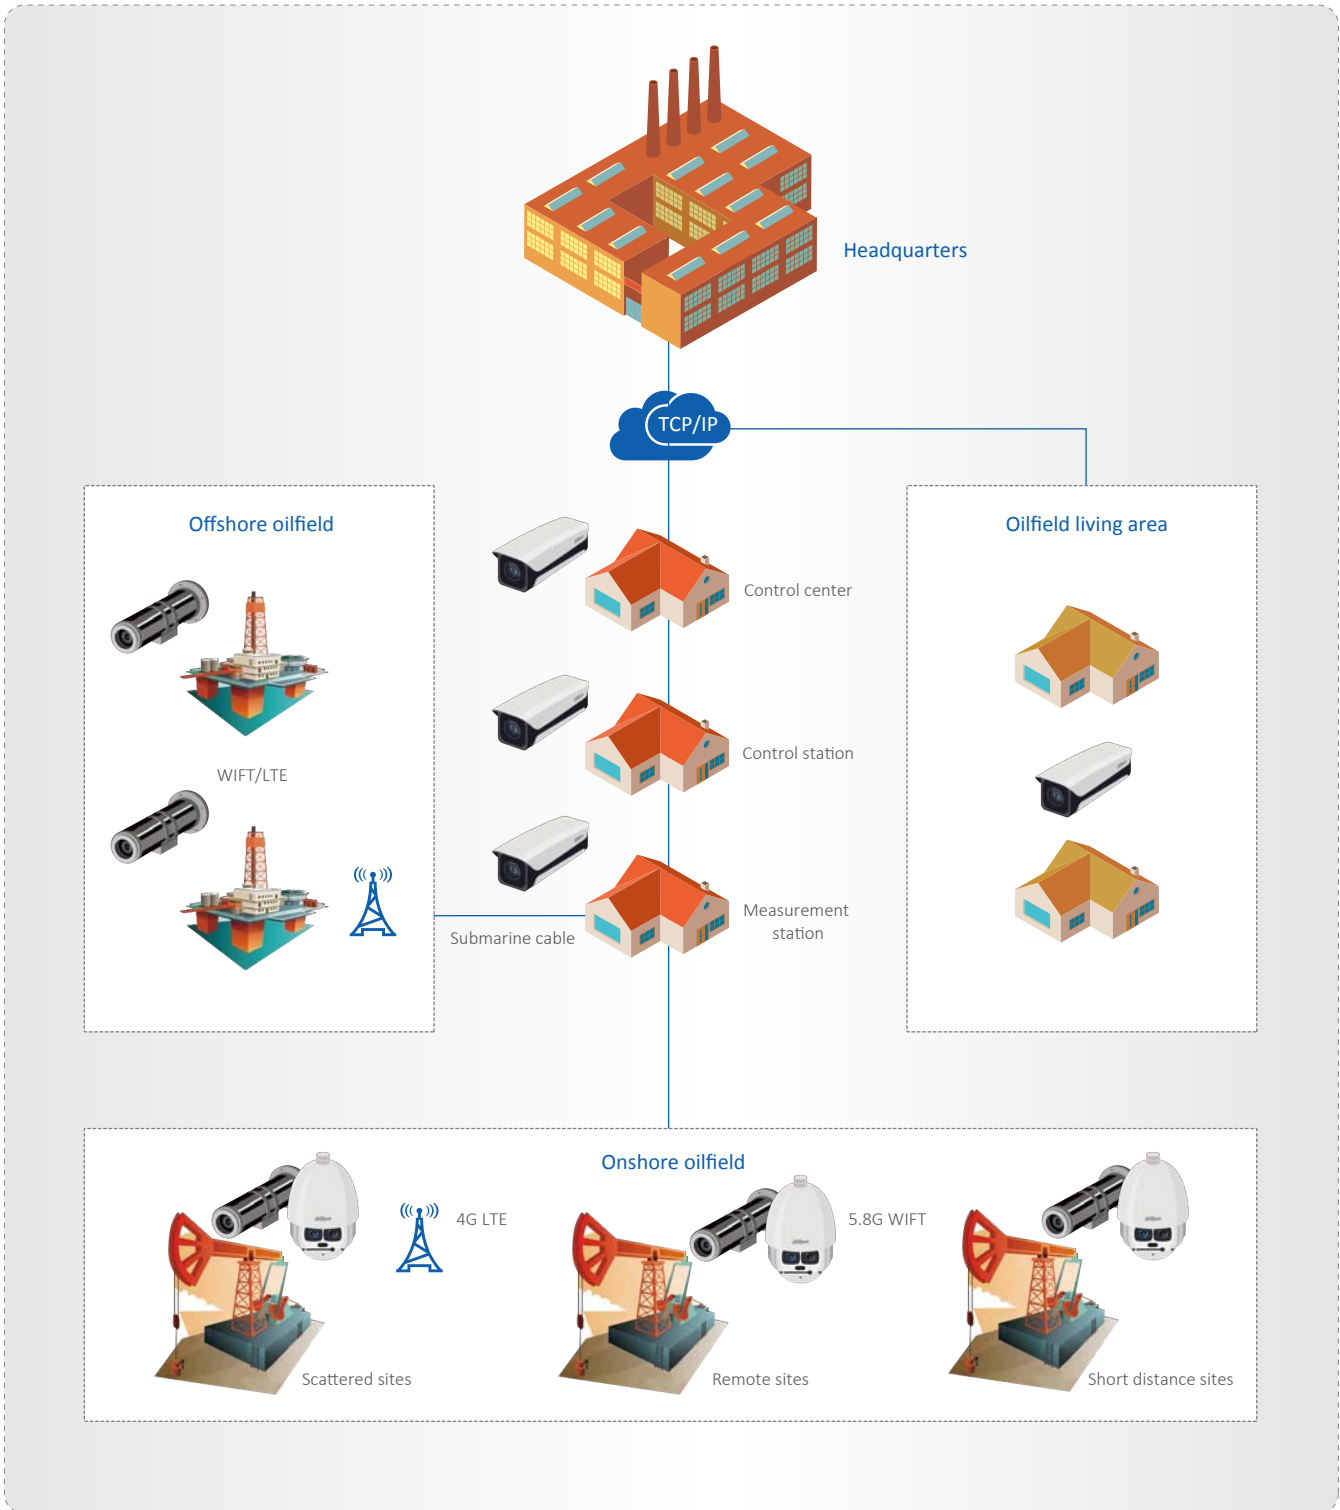 Headquarters
TCP/IP
Offshore oilfield
Oilfield living area
Control center
Control station
WIFT/LTE
Measurement
station
Submarine cable
Onshore oilfield
4G LTE
5.8G WIFT
Scattered sites
Remote sites
Short distance sites